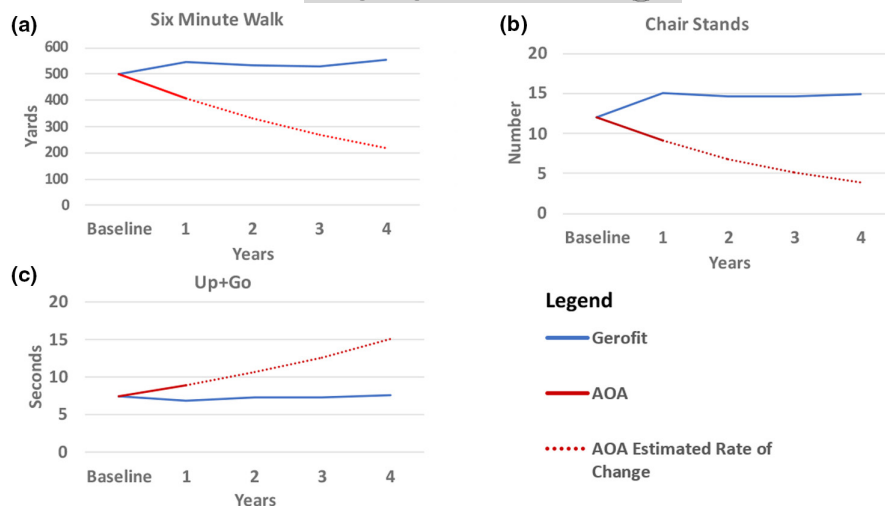 (a)
Six Minute Walk
600
500
400
300
200
100
0
Yards
Baseline 1 2 3 4
Years
(b)
Chair Stands
20
15
10
5
0
Number
Baseline 1 2 3 4
Years
(c)
Up+Go
20
15
10
5
0
Seconds
Baseline 1 2 3 4
Years
Legend
Gerofit
AOA
AOA Estimated Rate of
Change